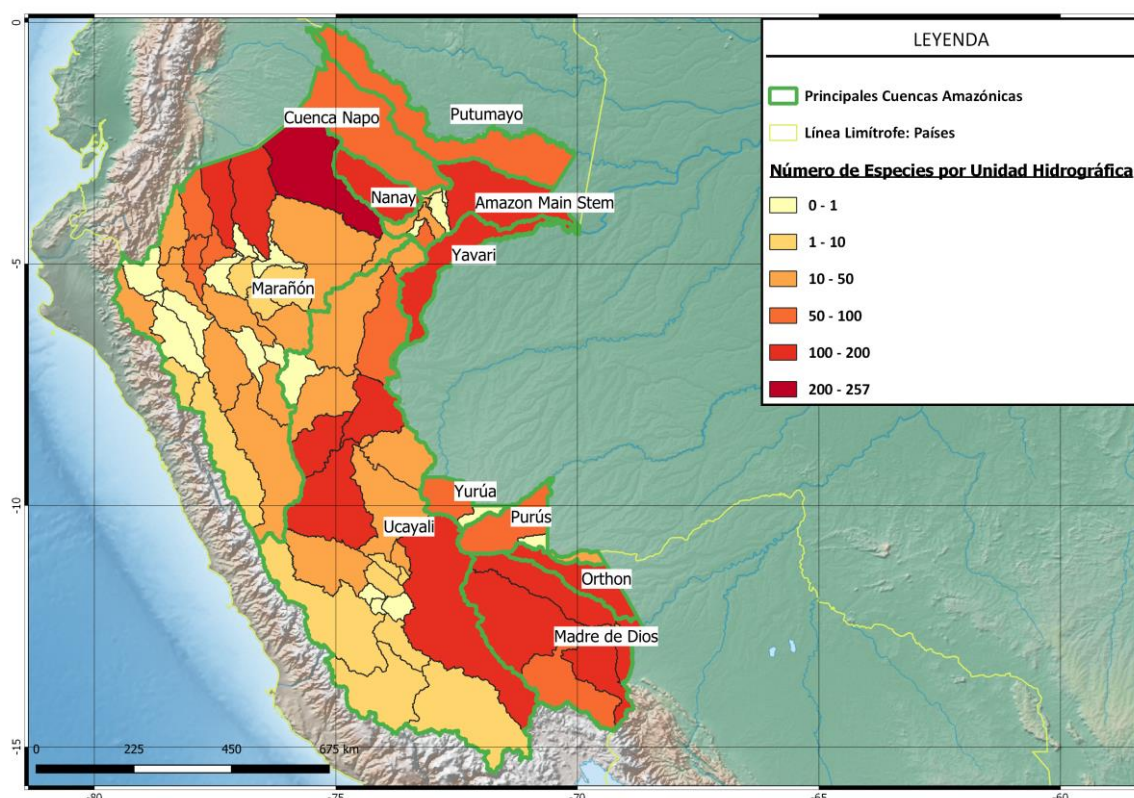 LEYENDA
Principales Cuencas Amazónicas
Línea Limítrofe: Países
Número de Especies por Unidad Hidrográfica
0 - 1
1 - 10
10 - 50
50 - 100
100 - 200
200 - 257
Cuenca Napo
Putumayo
Nanay
Amazon Main Stem
Yavari
Marañón
Yurúa
Purús
Ucayali
Orthon
Madre de Dios
0
-5
-10
-15
0 225 450 675 km
-80 -75 -70 -65 -60